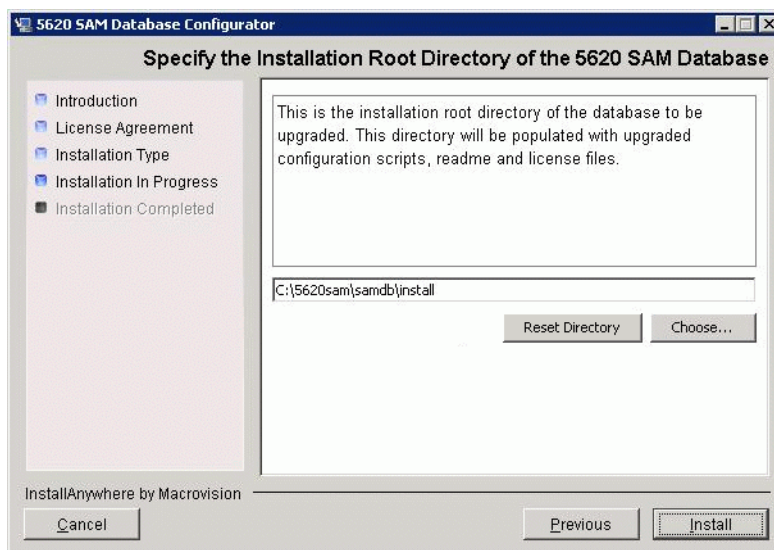 5620 SAM Database Configurator
Specify the Installation Root Directory of the 5620 SAM Database
Introduction
License Agreement
Installation Type
Installation In Progress
Installation Completed
This is the installation root directory of the database to be
upgraded. This directory will be populated with upgraded
configuration scripts, readme and license files.
C:\5620sam\samdb\install
Reset Directory
Choose...
InstallAnywhere by Macrovision
Cancel
Previous
Install